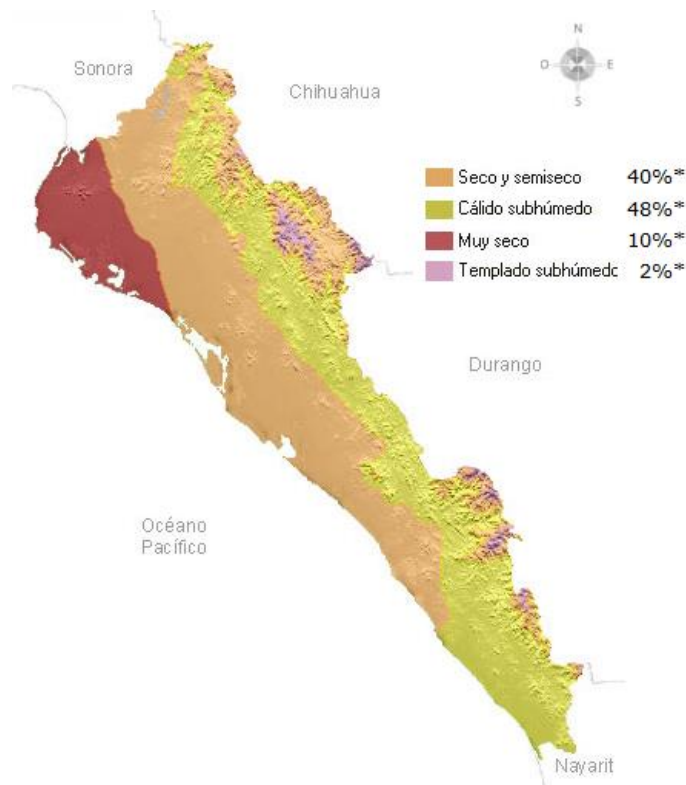 Sonora
Chihuahua
N
O E
S
Seco y semiseco 40%*
Cálido subhúmedo 48%*
Muy seco 10%*
Templado subhúmedc 2%*
Durango
Océano
Pacífico
Nayarit